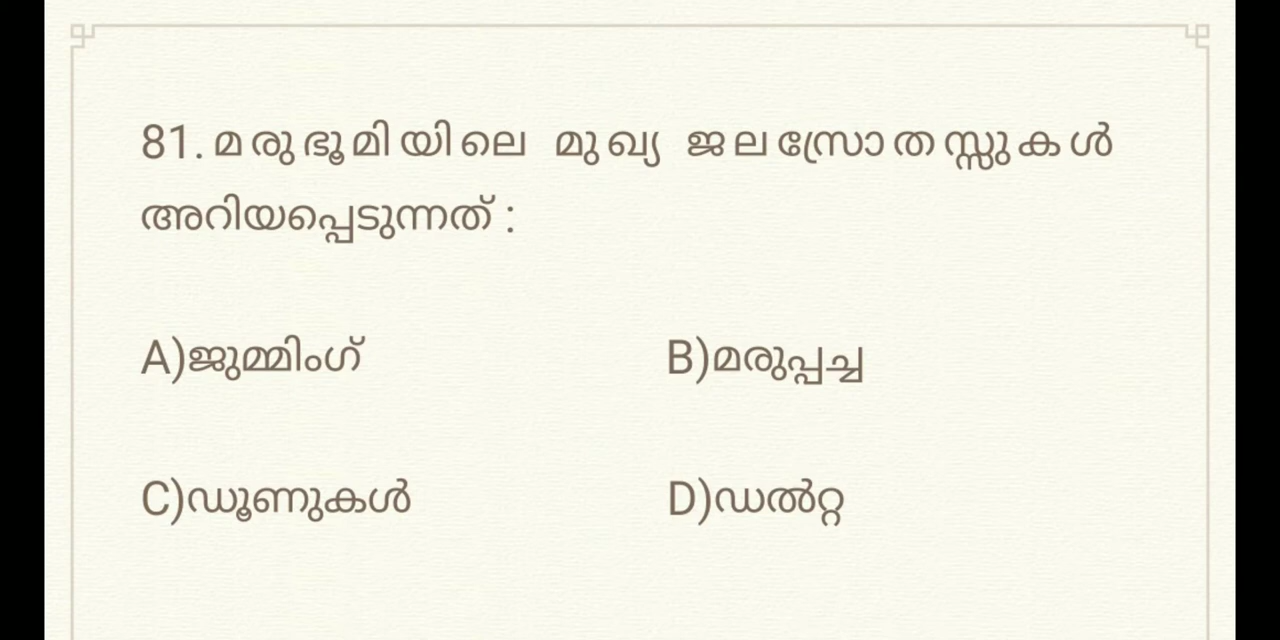 81. മരുഭൂമിയിലെ മുഖ്യ ജലസ്രോതസ്സുകൾ
അറിയപ്പെടുന്നത് :
A)ജുമ്മിംഗ് B)മരുപ്പച്ച
C)ഡൂണുകൾ D)ഡൽറ്റ